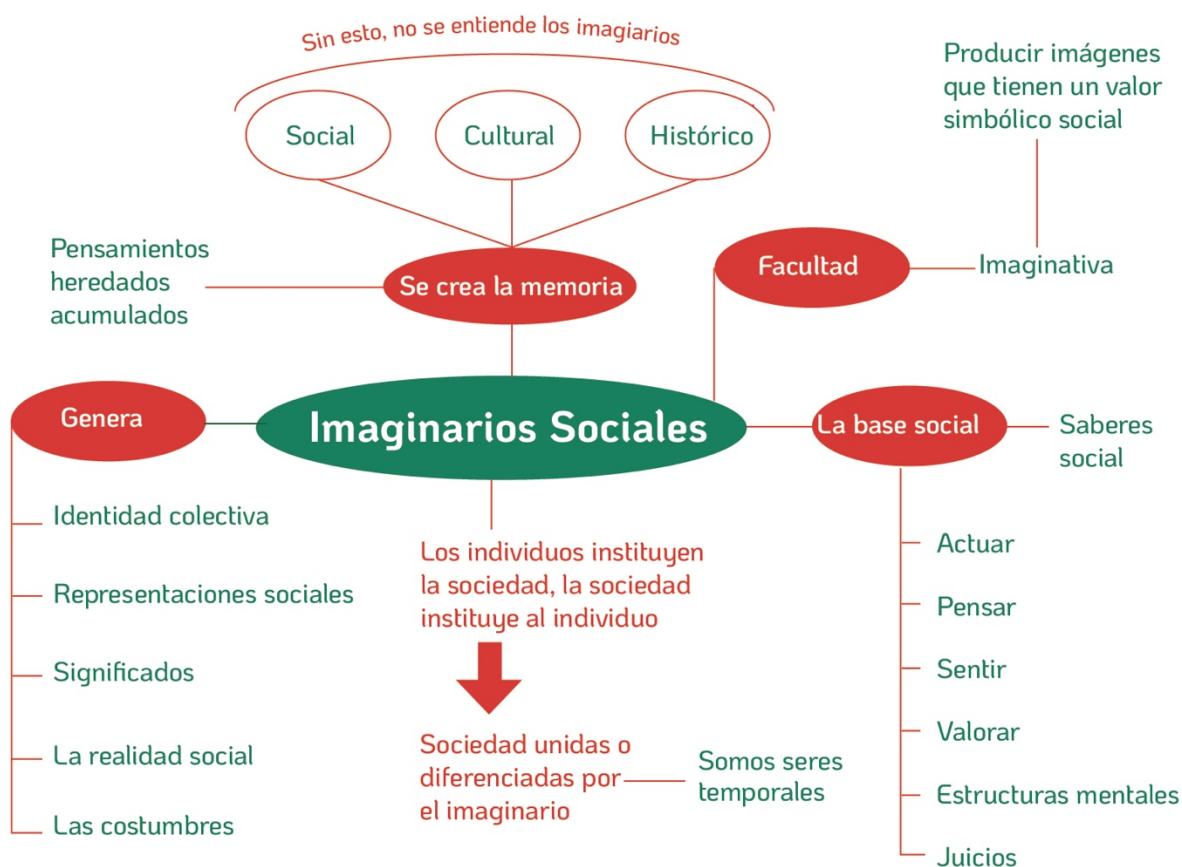 Sin esto, no se entiende los imagiarios
Social
Cultural
Histórico
Producir imágenes
que tienen un valor
simbólico social
Pensamientos
heredados
acumulados
Se crea la memoria
Facultad
Imaginativa
Genera
Imaginarios Sociales
La base social
Saberes
social
Identidad colectiva
Representaciones sociales
Significados
La realidad social
Las costumbres
Los individuos instituyen
la sociedad, la sociedad
instituye al individuo
Sociedad unidas o
diferenciadas por
el imaginario
Somos seres
temporales
Actuar
Pensar
Sentir
Valorar
Estructuras mentales
Juicios